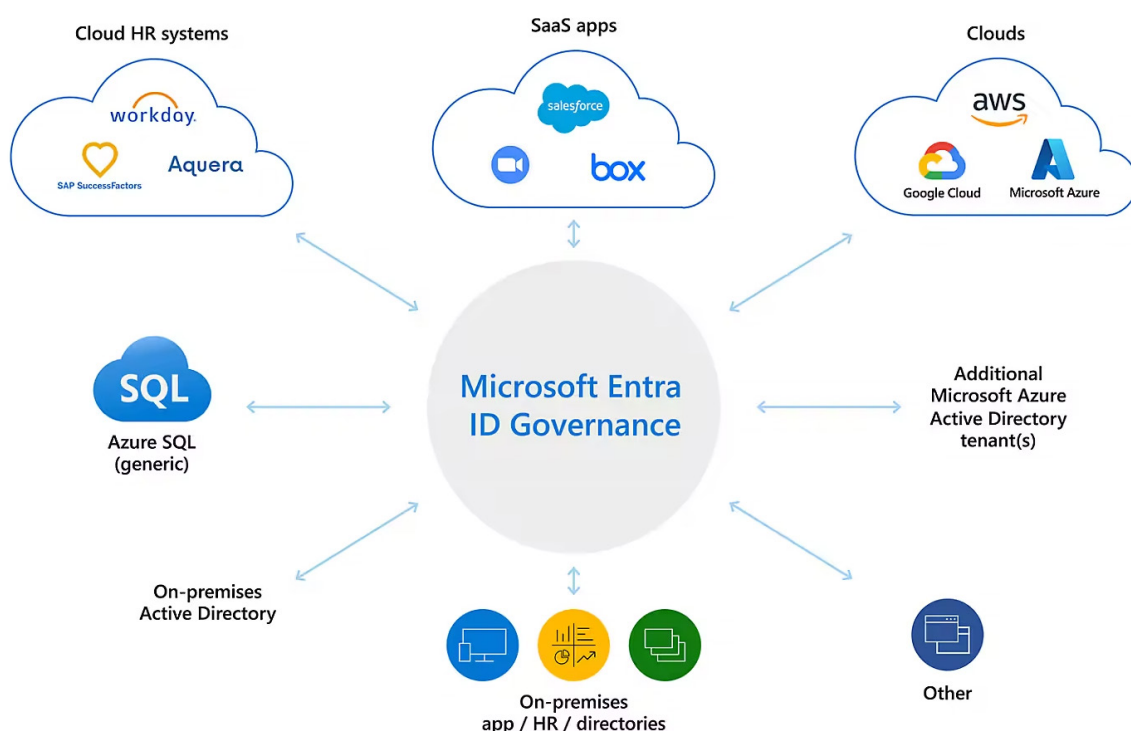 Cloud HR systems
SaaS apps
Clouds
workday.
SAP SuccessFactors
Aquera
salesforce
box
aws
Google Cloud
Microsoft Azure
SQL
Azure SQL
(generic)
Microsoft Entra
ID Governance
Additional
Microsoft Azure
Active Directory
tenant(s)
On-premises
Active Directory
On-premises
app / HR / directories
Other